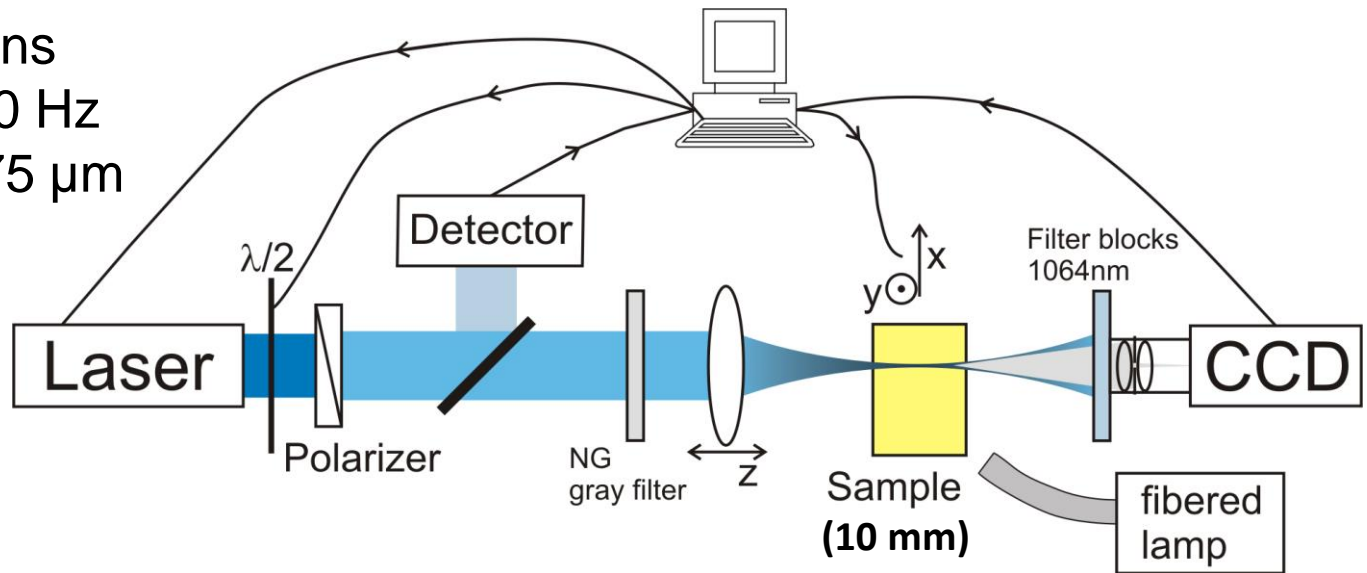 ns
0 Hz
75 µm
Detector
λ/2
Laser
Polarizer
NG
gray filter
z
y
x
Sample
(10 mm)
Filter blocks
1064nm
CCD
fibered
lamp